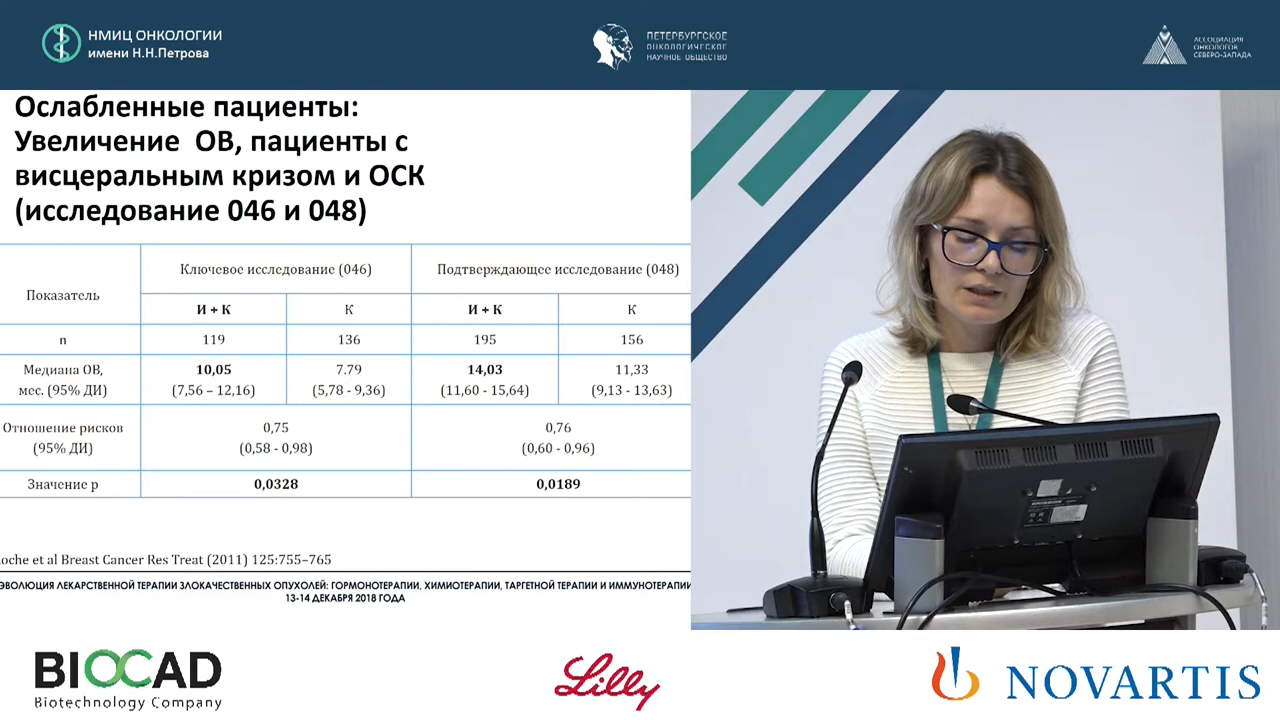 НМИЦ ОНКОЛОГИИ
имени Н.Н.Петрова
ПЕТЕРБУРГСКОЕ
ОНКОЛОГИЧЕСКОЕ
НАУЧНОЕ ОБЩЕСТВО
АССОЦИАЦИЯ
ОНКОЛОГОВ
СЕВЕРО-ЗАПАДА
Ослабленные пациенты:
Увеличение ОВ, пациенты с
висцеральным кризом и ОСК
(исследование 046 и 048)
Показатель
Ключевое исследование (046)
Подтверждающее исследование (048)
И + К
К
И + К
К
n
119
136
195
156
Медиана ОВ,
мес. (95% ДИ)
10,05
(7,56 – 12,16)
7.79
(5,78 - 9,36)
14,03
(11,60 - 15,64)
11,33
(9,13 - 13,63)
Отношение рисков
(95% ДИ)
0,75
(0,58 - 0,98)
0,76
(0,60 - 0,96)
Значение р
0,0328
0,0189
oche et al Breast Cancer Res Treat (2011) 125:755–765
ЭВОЛЮЦИЯ ЛЕКАРСТВЕННОЙ ТЕРАПИИ ЗЛОКАЧЕСТВЕННЫХ ОПУХОЛЕЙ: ГОРМОНОТЕРАПИИ, ХИМИОТЕРАПИИ, ТАРГЕТНОЙ ТЕРАПИИ И ИММУНОТЕРАПИИ
13-14 ДЕКАБРЯ 2018 ГОДА
BIOCAD
Biotechnology Company
Lilly
NOVARTIS